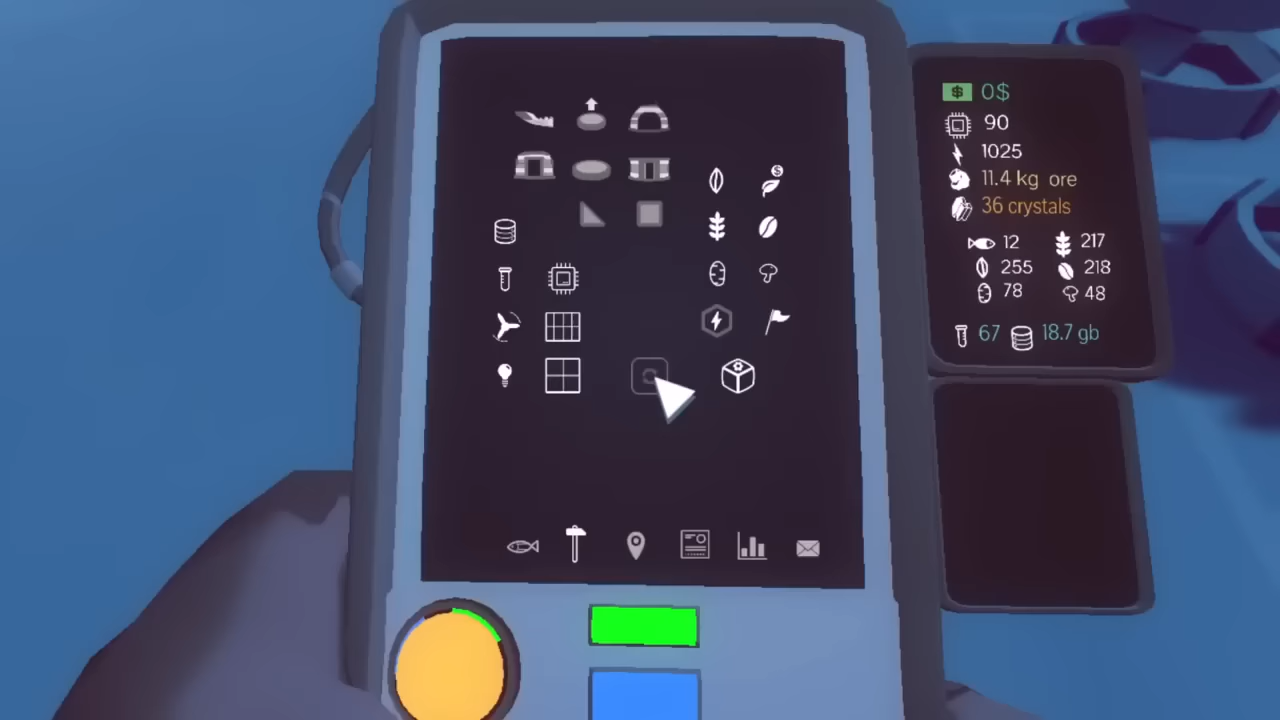 0$
90
1025
11.4 kg ore
36 crystals
12 217
255 218
78 48
67 18.7 gb